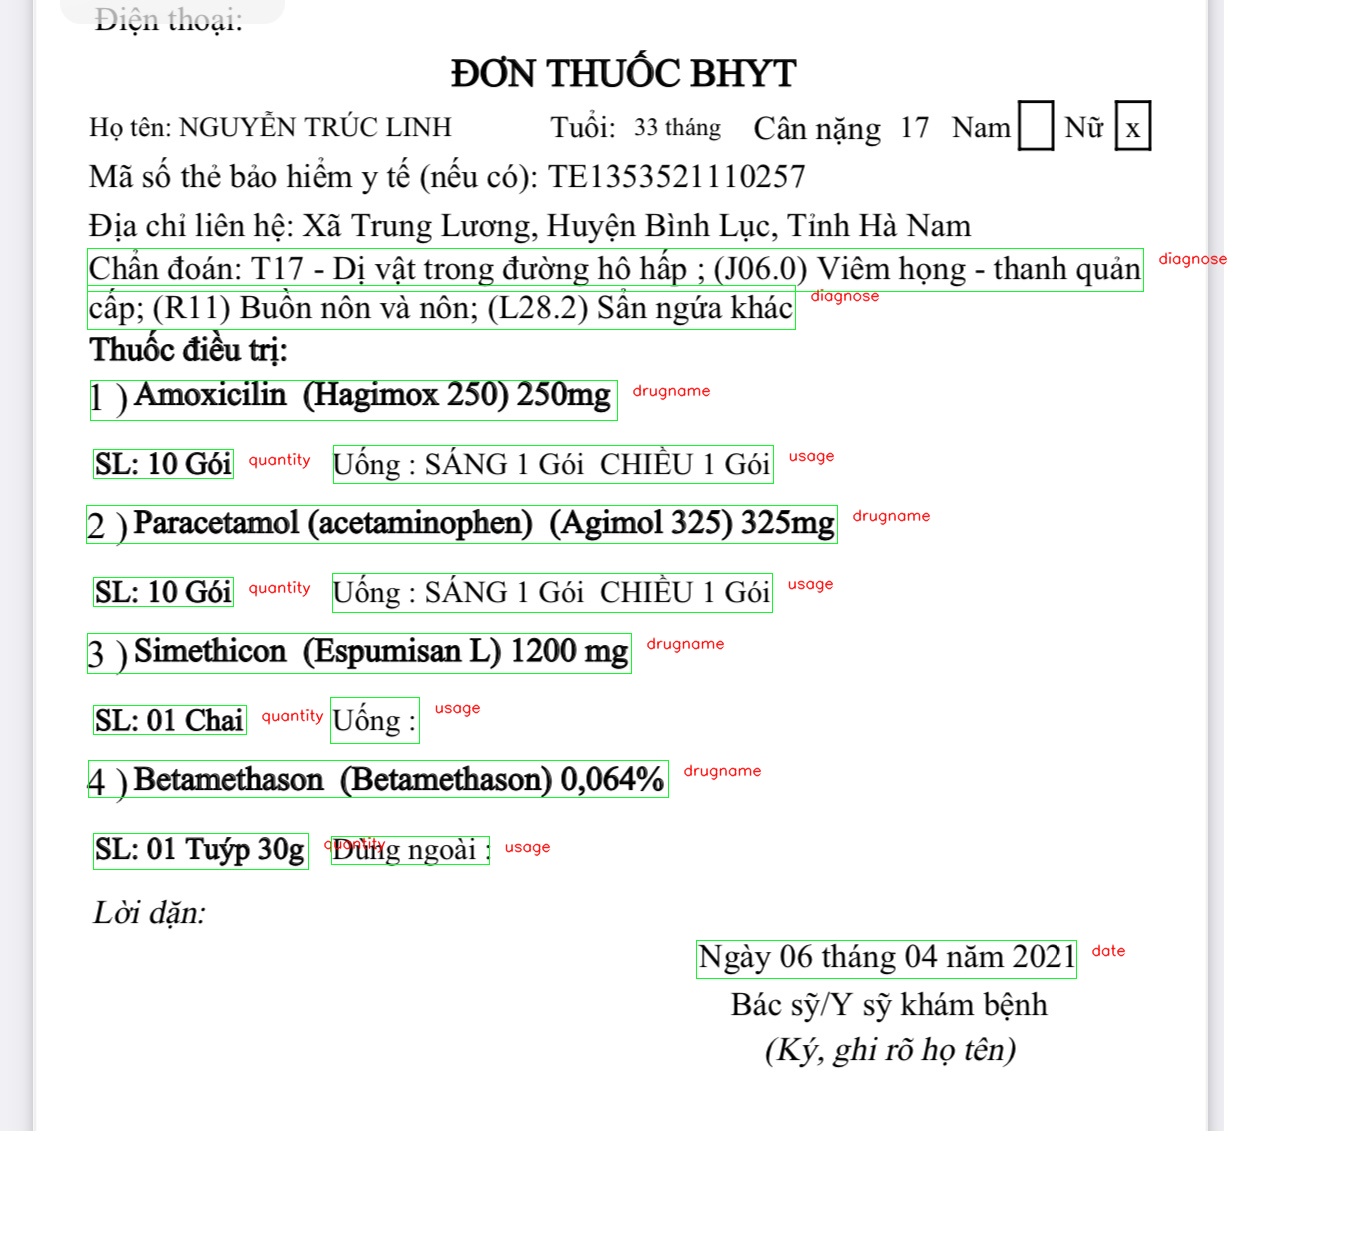 Điện thoại:
ĐƠN THUỐC BHYT
Họ tên: NGUYỄN TRÚC LINH Tuổi: 33 tháng Cân nặng 17 Nam Nữ x
Mã số thẻ bảo hiểm y tế (nếu có): TE1353521110257
Địa chỉ liên hệ: Xã Trung Lương, Huyện Bình Lục, Tỉnh Hà Nam
Chẩn đoán: T17 - Dị vật trong đường hô hấp ; (J06.0) Viêm họng - thanh quản diagnose
cấp; (R11) Buồn nôn và nôn; (L28.2) Sẩn ngứa khác diagnose
Thuốc điều trị:
1 ) Amoxicilin (Hagimox 250) 250mg drugname
SL: 10 Gói quantity Uống : SÁNG 1 Gói CHIỀU 1 Gói usage
2 ) Paracetamol (acetaminophen) (Agimol 325) 325mg drugname
SL: 10 Gói quantity Uống : SÁNG 1 Gói CHIỀU 1 Gói usage
3 ) Simethicon (Espumisan L) 1200 mg drugname
SL: 01 Chai quantity Uống : usage
4 ) Betamethason (Betamethason) 0,064% drugname
SL: 01 Tuýp 30g quantity Dùng ngoài : usage
Lời dặn:
Ngày 06 tháng 04 năm 2021 date
Bác sỹ/Y sỹ khám bệnh
(Ký, ghi rõ họ tên)